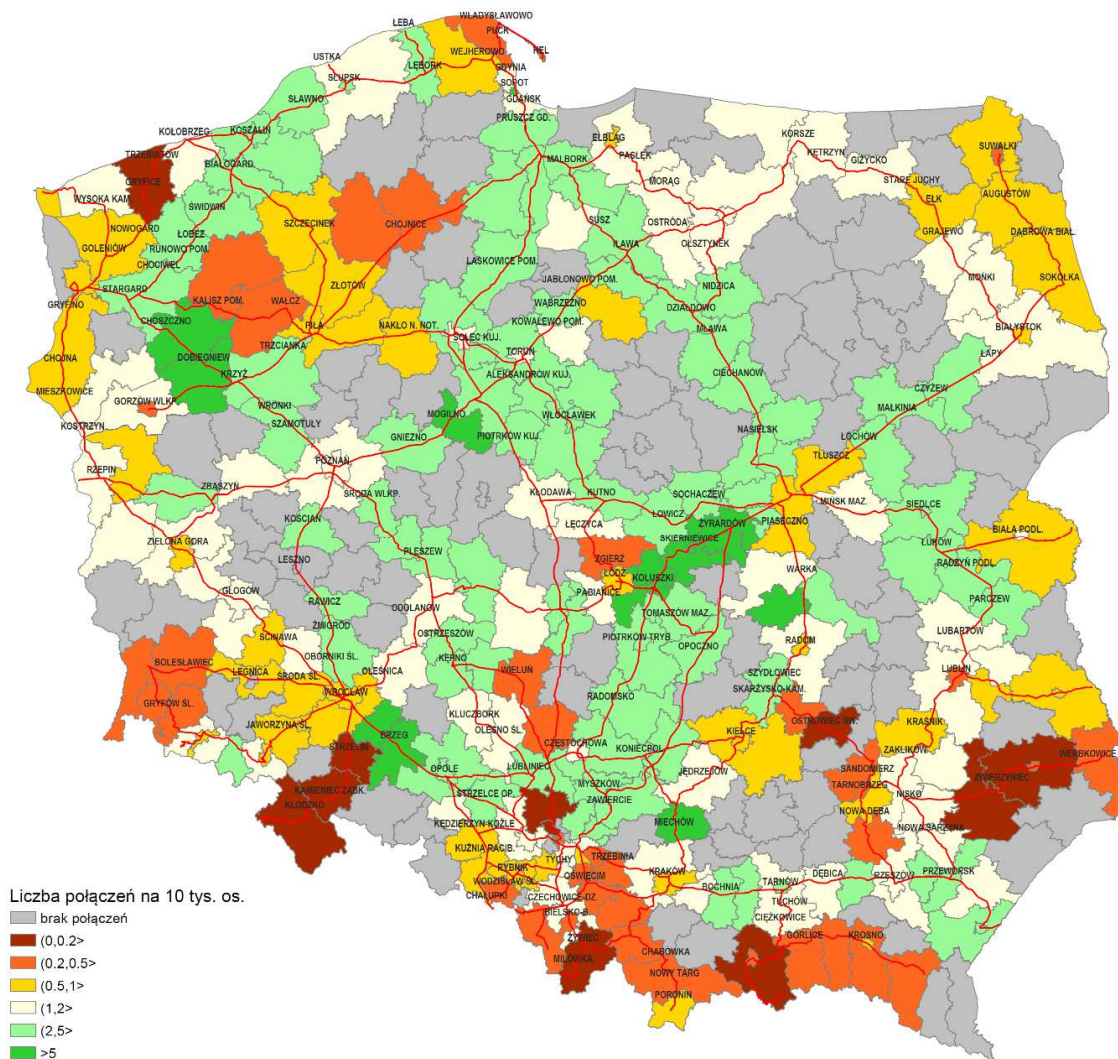 WŁADYSŁAWOWO
ŁEBA
PUCK
HEL
WEJHEROWO
USTKA
LĘBORK
GDYNIA
SŁUPSK
SOPOT
SŁAWNO
GDAŃSK
PRUSZCZ GD.
KOSZALIN
KOŁOBRZEG
ELBLĄG
KORSZE
KĘTRZYN
SUWAŁKI
TRZEBIATÓW
BIAŁOGARD
MALBORK
PASŁĘK
GIŻYCKO
STARE JUCHY
GRYFICE
MORĄG
AUGUSTÓW
WYSOKA KAM.
ŚWIDWIN
CHOJNICE
SZCZECINEK
SUSZ
OSTRÓDA
EŁK
NOWOGARD
ŁOBEZ
IŁAWA
OLSZTYNEK
GRAJEWO
DĄBROWA BIAL.
GOLENIÓW
RUNOWO POM.
CHOCIWEL
LASKOWICE POM.
JABŁONOWO POM.
NIDZICA
MOŃKI
SOKÓŁKA
STARGARD
KALISZ POM.
ZŁOTÓW
WĄBRZEŹNO
DZIAŁDOWO
GRYFINO
WAŁCZ
KOWALEWO POM.
MŁAWA
BIAŁYSTOK
CHOSZCZNO
PIŁA
NAKŁO N. NOT.
SOLEC KUJ.
TORUŃ
ŁAPY
CHOJNA
DOBIEGNIEW
TRZCIANKA
ALEKSANDRÓW KUJ.
CIECHANÓW
CZYŻEW
MIESZKOWICE
KRZYŻ
GORZÓW WLKP.
WRONKI
MOGILNO
WŁOCŁAWEK
MAŁKINIA
KOSTRZYN
SZAMOTUŁY
GNIEZNO
PIOTRKÓW KUJ.
NASIELSK
ŁOCHÓW
TŁUSZCZ
RZEPIN
ZBĄSZYŃ
POZNAŃ
ŚRODA WLKP.
KŁODAWA
KUTNO
SOCHACZEW
MIŃSK MAZ.
SIEDLCE
KOŚCIAN
ŁĘCZYCA
ŁOWICZ
ŻYRARDÓW
PIASECZNO
BIAŁA PODL.
ZIELONA GÓRA
PLESZEW
ZGIERZ
SKIERNIEWICE
ŁUKÓW
LESZNO
ŁÓDŹ
KOLUSZKI
WARKA
RADZYŃ PODL.
GŁOGÓW
RAWICZ
PABIANICE
PARCZEW
ODOLANÓW
TOMASZÓW MAZ.
ŚCINAWA
ŻMIGRÓD
OSTRZESZÓW
PIOTRKÓW TRYB.
RADOM
LUBARTÓW
BOLESŁAWIEC
OBORNIKI ŚL.
KĘPNO
OPOCZNO
LEGNICA
ŚRODA ŚL.
OLEŚNICA
WIELUŃ
SZYDŁOWIEC
LUBLIN
GRYFÓW ŚL.
WROCŁAW
RADOMSKO
SKARŻYSKO-KAM.
JAWORZYNA ŚL.
KLUCZBORK
OSTROWIEC ŚW.
KRAŚNIK
BRZEG
OLESNO ŚL.
KIELCE
STRZELIN
CZĘSTOCHOWA
KONIECPOL
ZAKLIKÓW
WERBKOWICE
OPOLE
LUBLINIEC
JĘDRZEJÓW
SANDOMIERZ
ZWIERZYNIEC
KAMIENIEC ZĄBK.
STRZELCE OP.
MYSZKÓW
TARNOBRZEG
NISKO
KŁODZKO
ZAWIERCIE
NOWA DĘBA
MIECHÓW
KĘDZIERZYN KOŹLE
NOWA SARZYNA
KUŹNIA RACIB.
TYCHY
TRZEBINIA
RYBNIK
OŚWIĘCIM
KRAKÓW
TARNÓW
DĘBICA
RZESZÓW
PRZEWORSK
WODZISŁAW ŚL.
BOCHNIA
CHAŁUPKI
CZECHOWICE-DZ.
TUCHÓW
BIELSKO-B.
CIĘŻKOWICE
ŻYWIEC
CHABÓWKA
GORLICE
KROSNO
MILÓWKA
NOWY TARG
PORONIN
Liczba połączeń na 10 tys. os.
brak połączeń
(0,0.2>
(0.2,0.5>
(0.5,1>
(1,2>
(2,5>
>5